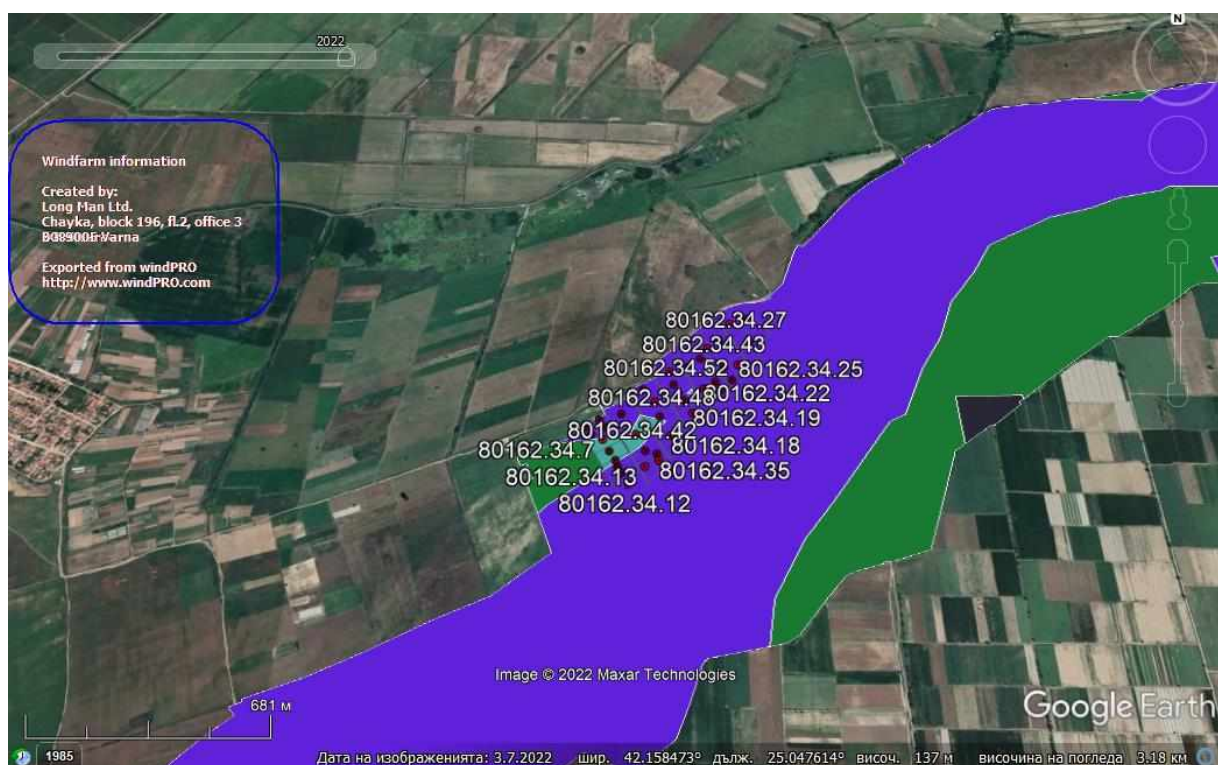 N
2022
Windfarm information
Created by:
Long Man Ltd.
Chayka, block 196, fl.2, office 3
Varna
Exported from windPRO
http://www.windPRO.com
80162.34.27
80162.34.43
80162.34.52
80162.34.25
80162.34.48
80162.34.22
80162.34.19
80162.34.42
80162.34.7
80162.34.18
80162.34.13
80162.34.35
80162.34.12
Image © 2022 Maxar Technologies
681 м
Google Earth
1985
Дата на изображенията: 3.7.2022 шир. 42.158473° дълж. 25.047614° височ. 137 м височина на погледа 3.18 км